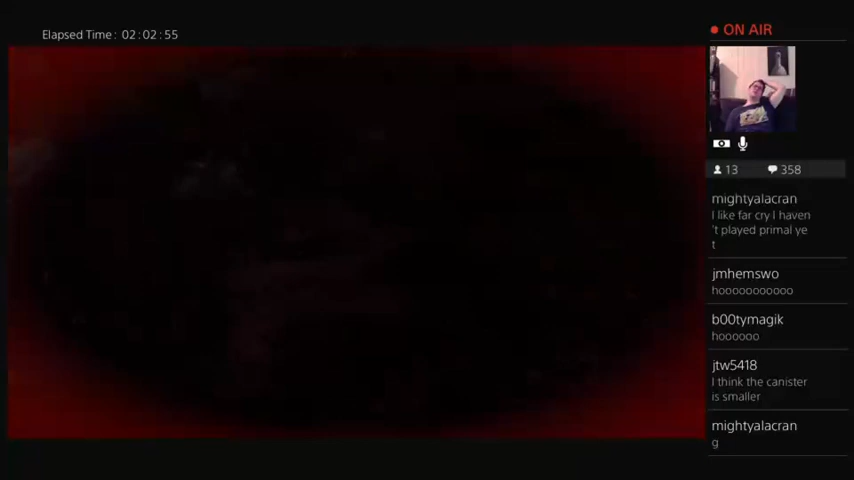 Elapsed Time : 02:02:55
ON AIR
13
358
mightyalacran
I like far cry I haven
't played primal ye
t
jmhemswo
hooooooooooo
b00tymagik
hoooooo
jtw5418
I think the canister
is smaller
mightyalacran
g